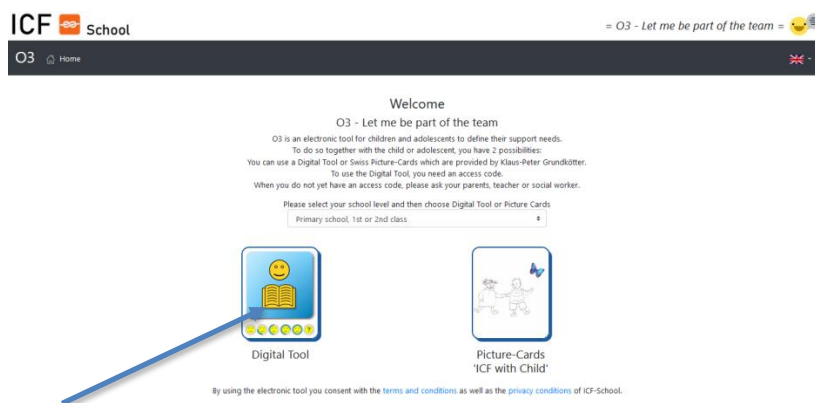 ICF School
= O3 - Let me be part of the team =
O3 Home
Welcome
O3 - Let me be part of the team
O3 is an electronic tool for children and adolescents to define their support needs.
To do so together with the child or adolescent, you have 2 possibilities:
You can use a Digital Tool or Swiss Picture-Cards which are provided by Klaus-Peter Grundkötter.
To use the Digital Tool, you need an access code.
When you do not yet have an access code, please ask your parents, teacher or social worker.
Please select your school level and then choose Digital Tool or Picture Cards
Primary school, 1st or 2nd class
?
Digital Tool
Picture-Cards
'ICF with Child'
By using the electronic tool you consent with the terms and conditions as well as the privacy conditions of ICF-School.